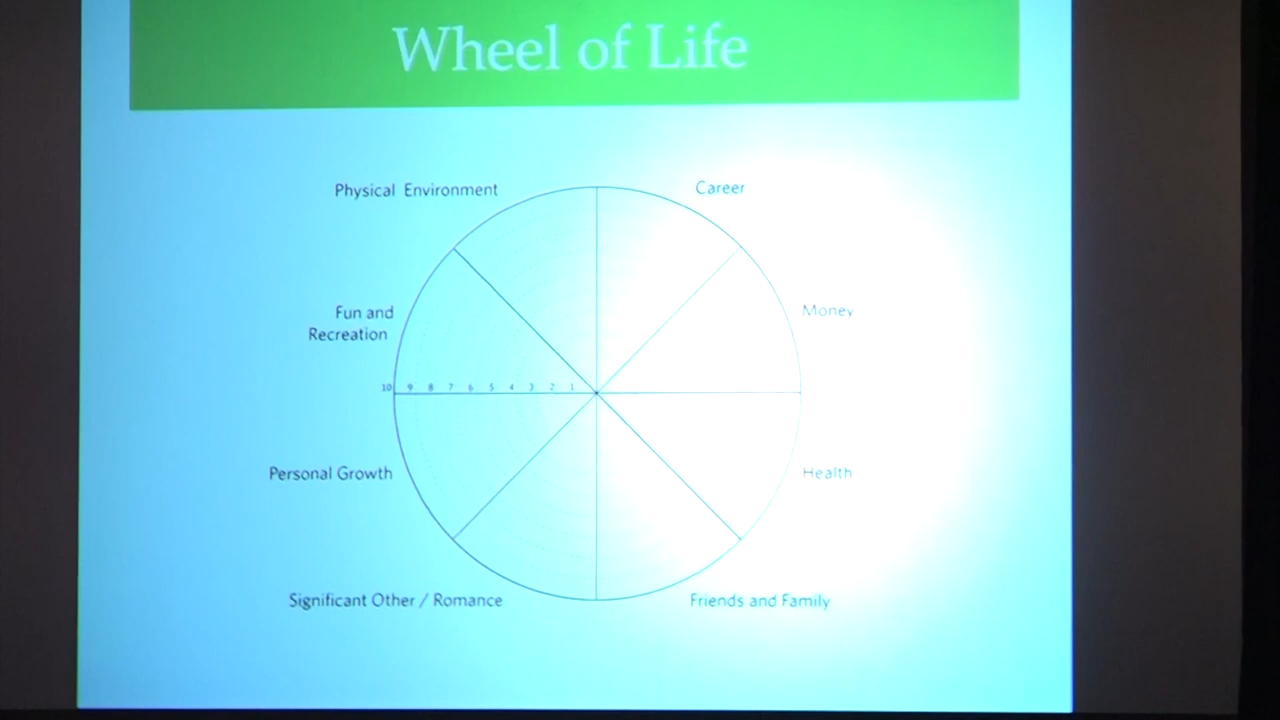 Wheel of Life
Physical Environment
Career
Fun and
Recreation
Money
10 9 8 7 6 5 4 3 2 1
Personal Growth
Health
Significant Other / Romance
Friends and Family